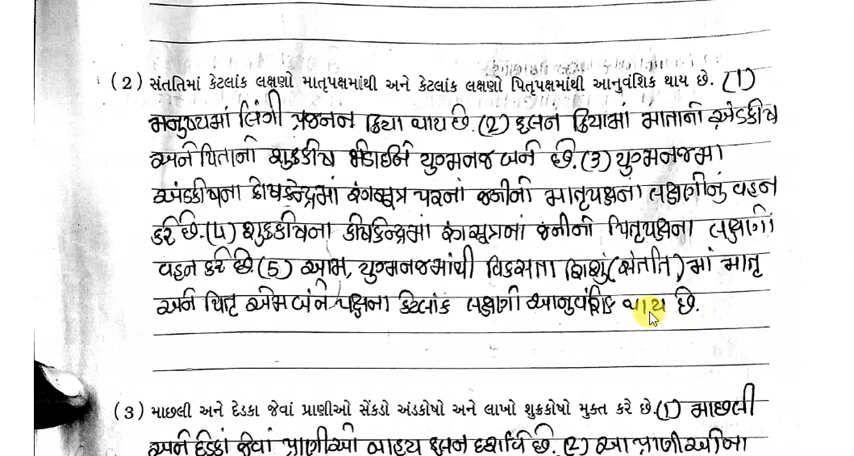 (2) સંતતિમાં કેટલાંક લક્ષણો માતૃપક્ષમાંથી અને કેટલાંક લક્ષણો પિતૃપક્ષમાંથી આનુવંશિક થાય છે. (1)
મનુષ્યમાં લિંગી પ્રજનન ક્રિયા થાય છે. (2) ફલન ક્રિયામાં માતાનો અંડકોષ
અને પિતાનો શુક્રકોષ જોડાઈને યુગ્મનજ બને છે. (3) યુગ્મનજમાં
અંડકોષના કોષકેન્દ્રમાં રંગસૂત્ર પરનાં જનીનો માતૃપક્ષના લક્ષણોનું વહન
કરે છે. (4) શુક્રકોષના કોષકેન્દ્રમાં રંગસૂત્રનાં જનીનો પિતૃપક્ષના લક્ષણો
વહન કરે છે (5) આમ, યુગ્મનજમાંથી વિકસતા શિશુ (સંતતિ) માં માતૃ
અને પિતૃ એમ બંને પક્ષના કેટલાંક લક્ષણો આનુવંશિક થાય છે.
(3) માછલી અને દેડકા જેવાં પ્રાણીઓ સેંકડો અંડકોષો અને લાખો શુક્રકોષો મુક્ત કરે છે. (1) માછલી
અને દેડકાં જેવાં પ્રાણીઓ બાહ્ય ફલન દર્શાવે છે. (2) આ પ્રાણીઓના